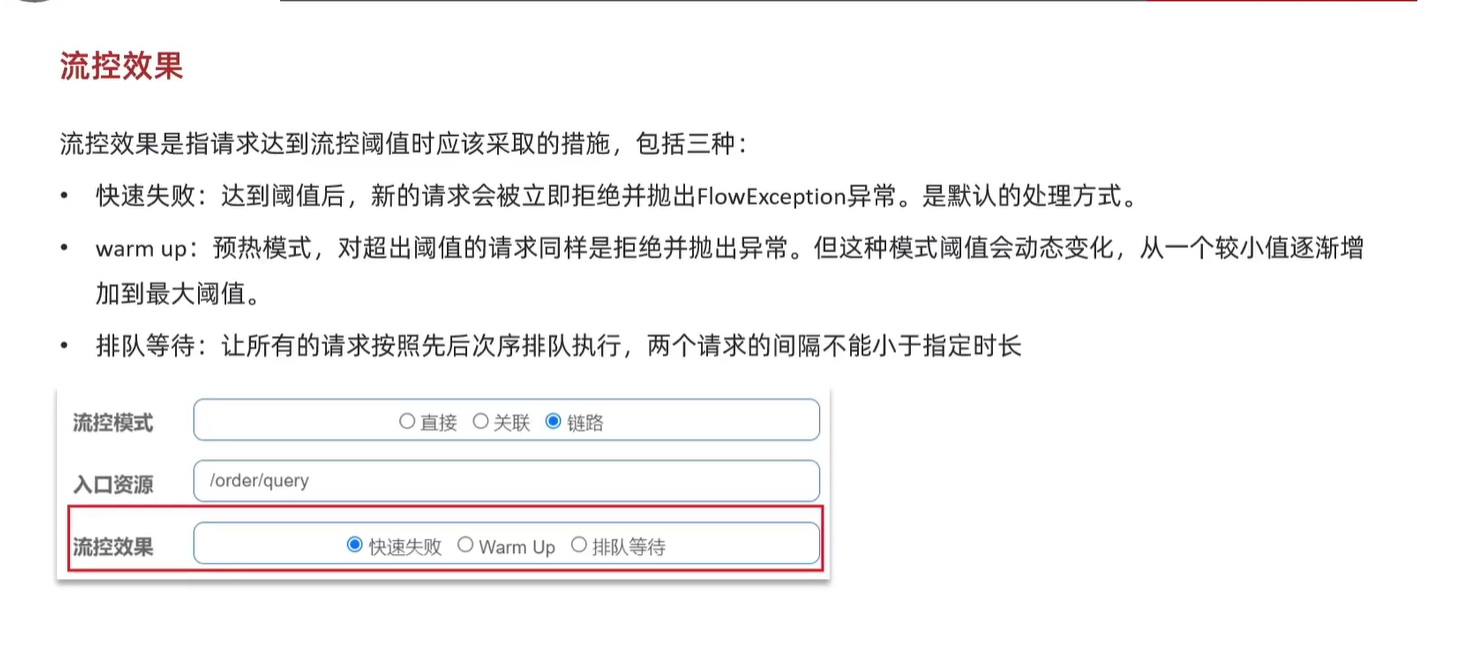 流控效果
流控效果是指请求达到流控阈值时应该采取的措施，包括三种：
• 快速失败：达到阈值后，新的请求会被立即拒绝并抛出FlowException异常。是默认的处理方式。
• warm up：预热模式，对超出阈值的请求同样是拒绝并抛出异常。但这种模式阈值会动态变化，从一个较小值逐渐增
加到最大阈值。
• 排队等待：让所有的请求按照先后次序排队执行，两个请求的间隔不能小于指定时长
流控模式 直接 关联 链路
入口资源 /order/query
流控效果 快速失败 Warm Up 排队等待